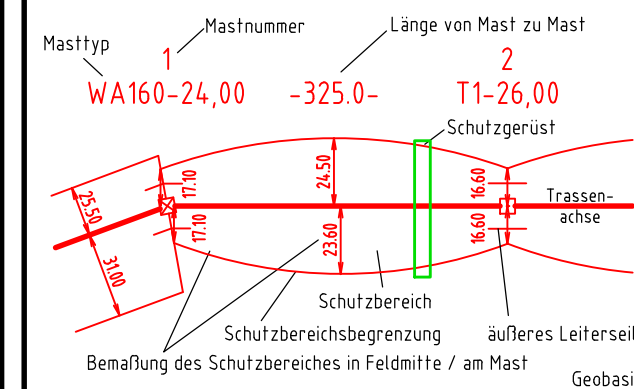 Mastnummer
Länge von Mast zu Mast
Masttyp
1
2
WA160-24,00
-325.0-
T1-26,00
Schutzgerüst
25.50
17.10
24.50
16.60
Trassen-
achse
17.10
23.60
16.60
31.00
Schutzbereich
Schutzbereichsbegrenzung
äußeres Leiterseil
Bemaßung des Schutzbereiches in Feldmitte / am Mast
Geobasi